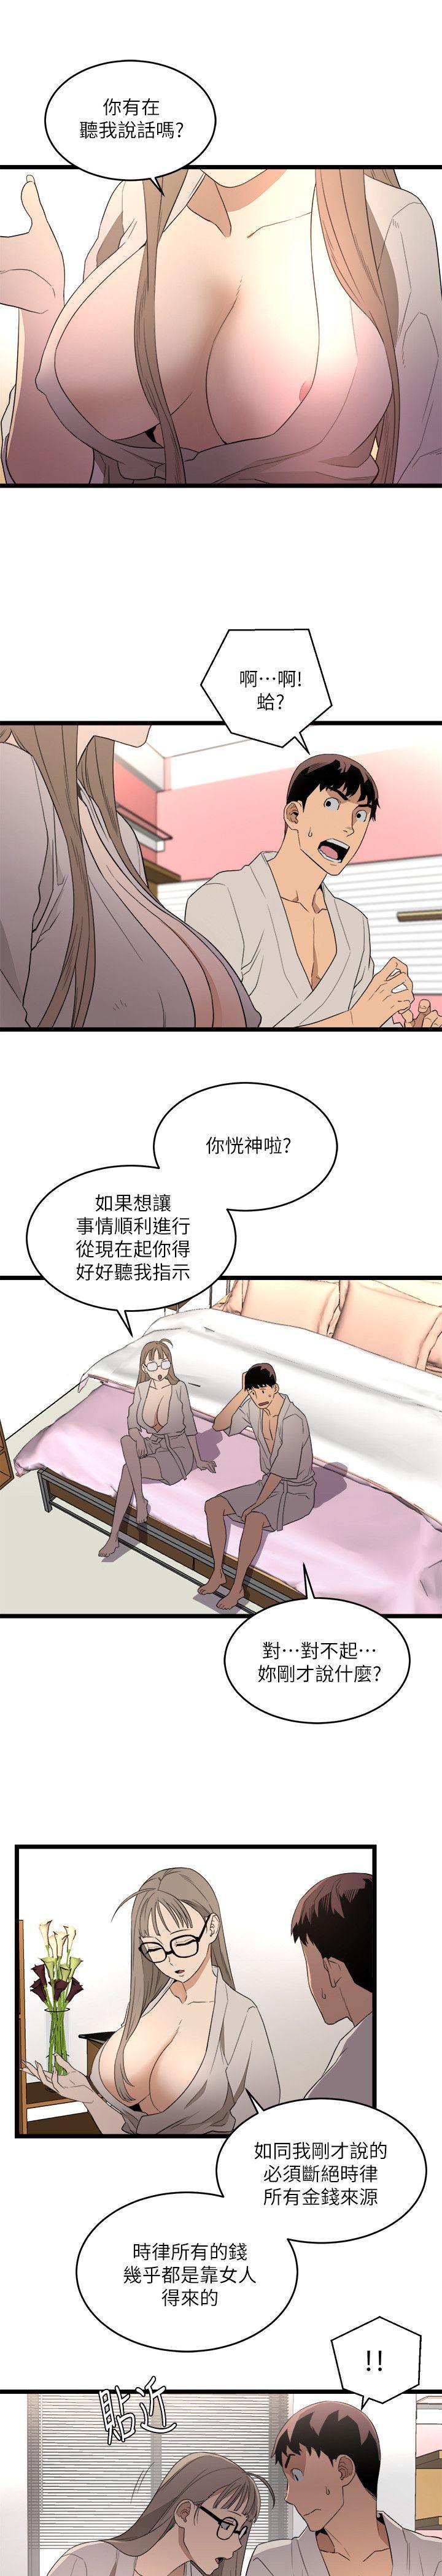 你有在
聽我說話嗎?
啊…啊!
蛤?
你恍神啦?
如果想讓
事情順利進行
從現在起你得
好好聽我指示
對…對不起…
妳剛才說什麼?
如同我剛才說的
必須斷絕時律
所有金錢來源
時律所有的錢
幾乎都是靠女人
得來的
!!
貼近